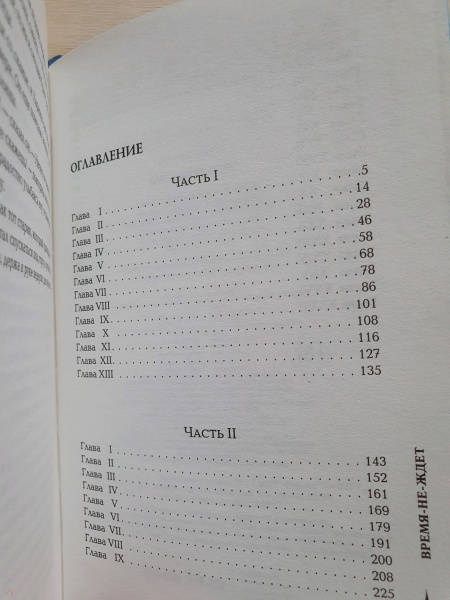 ОГЛАВЛЕНИЕ
ЧАСТЬ I
Глава I . . . . . . . . . . 5
Глава II . . . . . . . . . . 14
Глава III . . . . . . . . . . 28
Глава IV . . . . . . . . . . 46
Глава V . . . . . . . . . . 58
Глава VI . . . . . . . . . . 68
Глава VII . . . . . . . . . . 78
Глава VIII . . . . . . . . . . 86
Глава IX . . . . . . . . . . 101
Глава X . . . . . . . . . . 108
Глава XI . . . . . . . . . . 116
Глава XII . . . . . . . . . . 127
Глава XIII . . . . . . . . . . 135
ЧАСТЬ II
Глава I . . . . . . . . . . 143
Глава II . . . . . . . . . . 152
Глава III . . . . . . . . . . 161
Глава IV . . . . . . . . . . 169
Глава V . . . . . . . . . . 179
Глава VI . . . . . . . . . . 191
Глава VII . . . . . . . . . . 200
Глава VIII . . . . . . . . . . 208
Глава IX . . . . . . . . . . 225
ВРЕМЯ-НЕ-ЖДЕТ